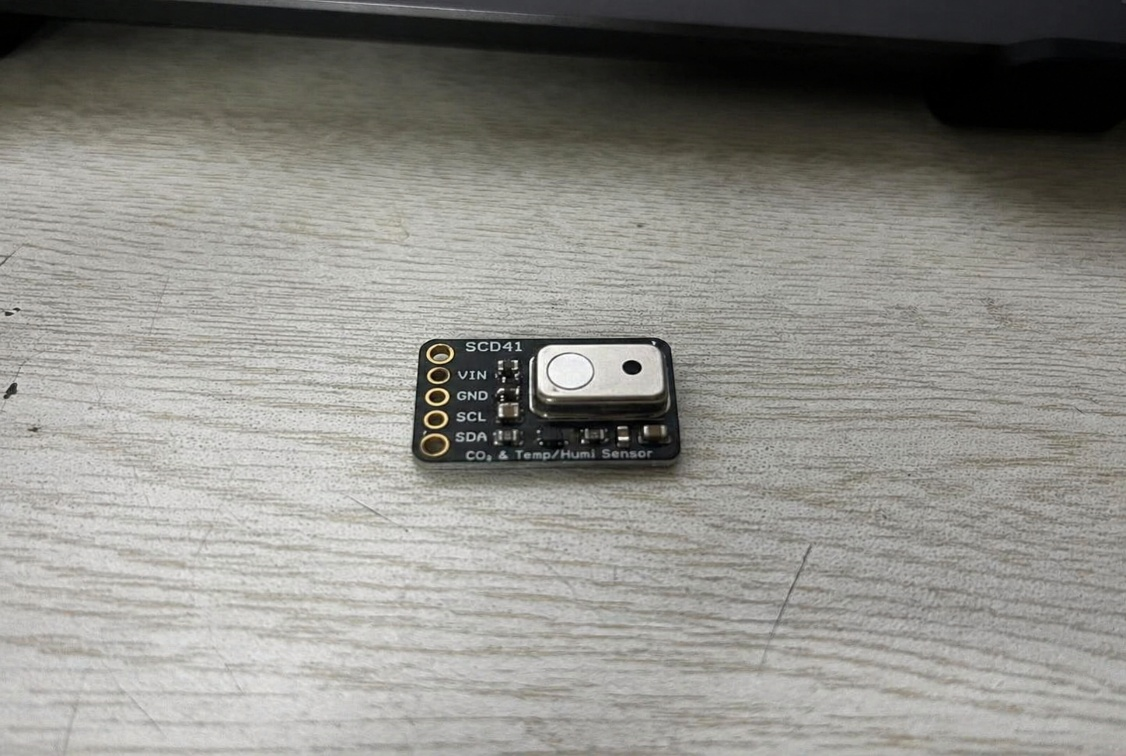 SCD41
VIN
GND
SCL
SDA
CO₂ & Temp/Humi Sensor